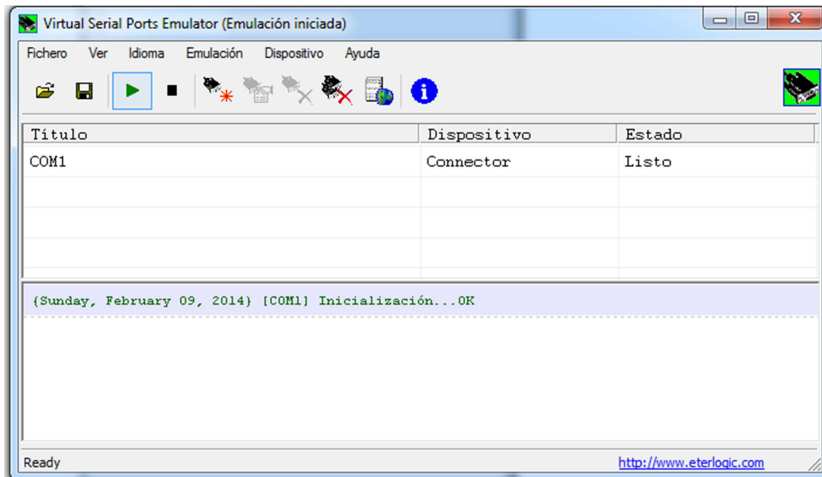 Virtual Serial Ports Emulator (Emulación iniciada)
Fichero Ver Idioma Emulación Dispositivo Ayuda
Título Dispositivo Estado
COM1 Connector Listo
{Sunday, February 09, 2014} [COM1] Inicialización...OK
Ready http://www.eterlogic.com